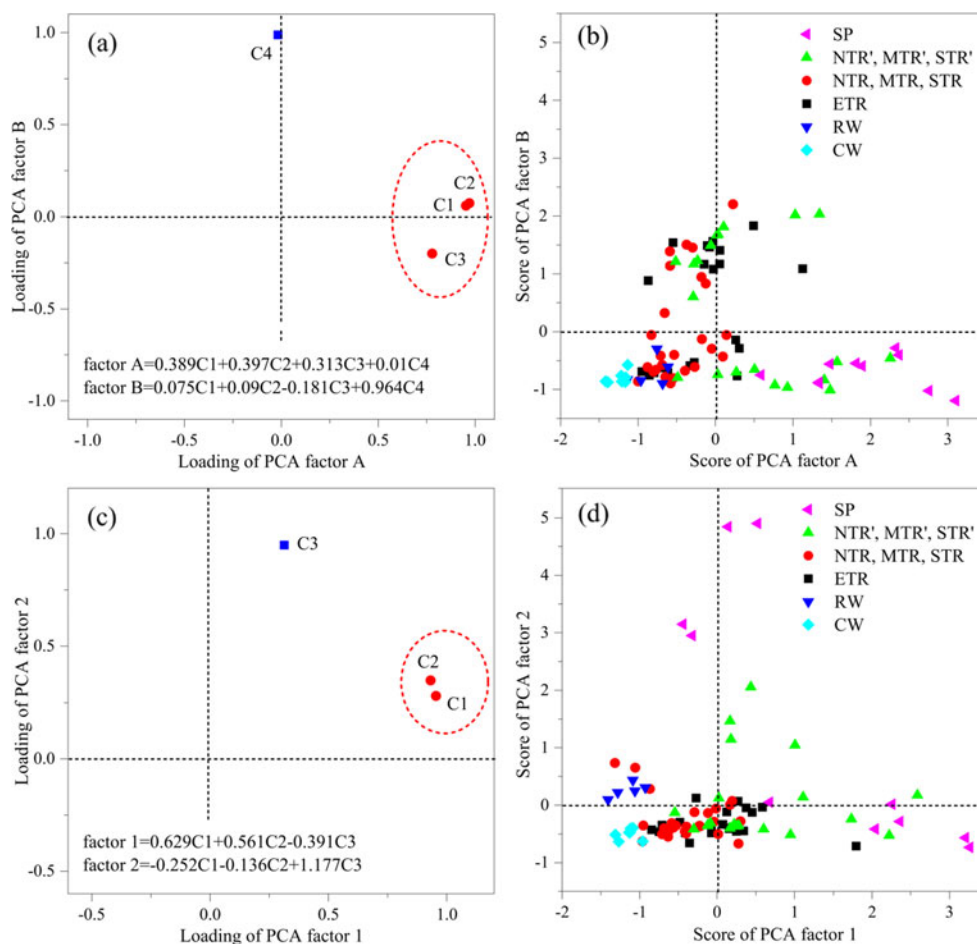 (a)
C4
C2
C1
C3
factor A=0.389C1+0.397C2+0.313C3+0.01C4
factor B=0.075C1+0.09C2-0.181C3+0.964C4
1.0
0.5
0.0
-0.5
-1.0
Loading of PCA factor B
-1.0 -0.5 0.0 0.5 1.0
Loading of PCA factor A
(b)
SP
NTR', MTR', STR'
NTR, MTR, STR
ETR
RW
CW
5
4
3
2
1
0
-1
Score of PCA factor B
-2 -1 0 1 2 3
Score of PCA factor A
(c)
C3
C2
C1
factor 1=0.629C1+0.561C2-0.391C3
factor 2=-0.252C1-0.136C2+1.177C3
1.0
0.5
0.0
-0.5
Loading of PCA factor 2
-0.5 0.0 0.5 1.0
Loading of PCA factor 1
(d)
SP
NTR', MTR', STR'
NTR, MTR, STR
ETR
RW
CW
5
4
3
2
1
0
-1
Score of PCA factor 2
-2 -1 0 1 2 3
Score of PCA factor 1